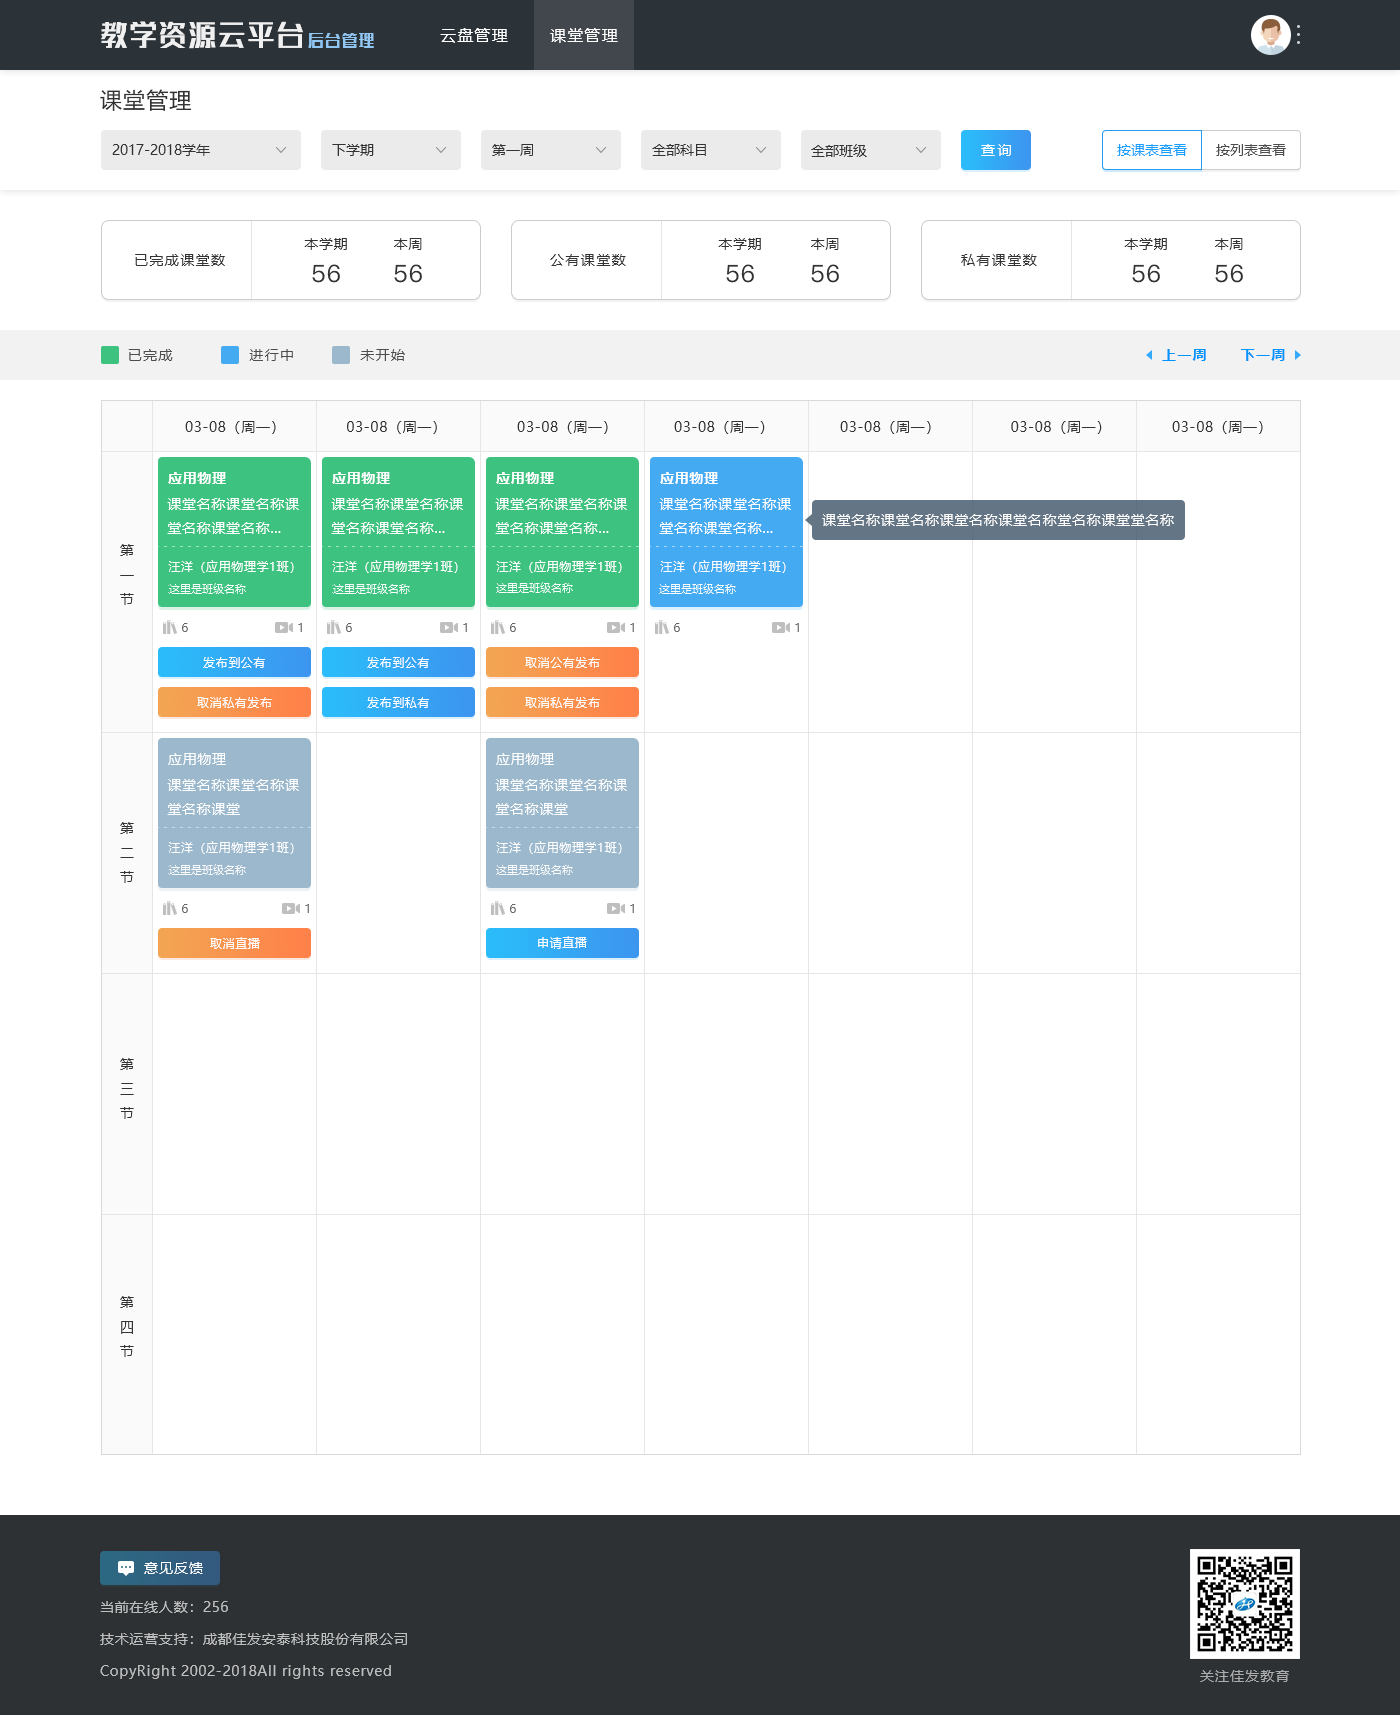 教学资源云平台 后台管理 云盘管理 课堂管理
课堂管理
2017-2018学年 下学期 第一周 全部科目 全部班级 查询 按课表查看 按列表查看
已完成课堂数 本学期 56 本周 56
公有课堂数 本学期 56 本周 56
私有课堂数 本学期 56 本周 56
已完成 进行中 未开始 上一周 下一周
03-08（周一） 03-08（周一） 03-08（周一） 03-08（周一） 03-08（周一） 03-08（周一） 03-08（周一）
第一节
应用物理
课堂名称课堂名称课
堂名称课堂名称...
汪洋（应用物理学1班）
这里是班级名称
6 1
发布到公有
取消私有发布
应用物理
课堂名称课堂名称课
堂名称课堂名称...
汪洋（应用物理学1班）
这里是班级名称
6 1
发布到公有
发布到私有
应用物理
课堂名称课堂名称课
堂名称课堂名称...
汪洋（应用物理学1班）
这里是班级名称
6 1
取消公有发布
取消私有发布
应用物理
课堂名称课堂名称课
堂名称课堂名称...
汪洋（应用物理学1班）
这里是班级名称
6 1
课堂名称课堂名称课堂名称课堂名称堂名称课堂堂名称
第二节
应用物理
课堂名称课堂名称课
堂名称课堂
汪洋（应用物理学1班）
这里是班级名称
6 1
取消直播
应用物理
课堂名称课堂名称课
堂名称课堂
汪洋（应用物理学1班）
这里是班级名称
6 1
申请直播
第三节
第四节
意见反馈
当前在线人数：256
技术运营支持：成都佳发安泰科技股份有限公司
CopyRight 2002-2018All rights reserved
关注佳发教育